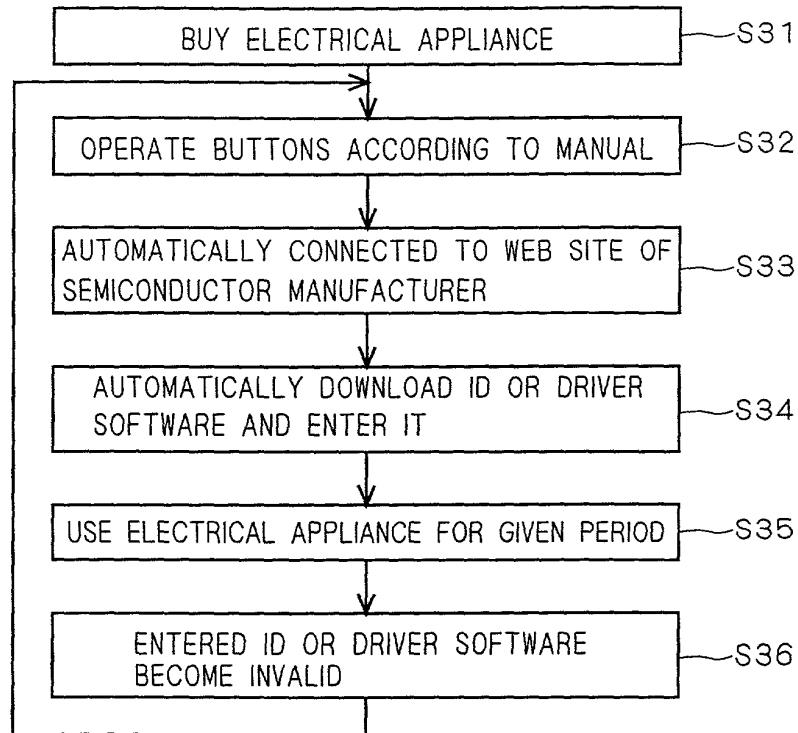 BUY ELECTRICAL APPLIANCE S31
OPERATE BUTTONS ACCORDING TO MANUAL S32
AUTOMATICALLY CONNECTED TO WEB SITE OF
SEMICONDUCTOR MANUFACTURER S33
AUTOMATICALLY DOWNLOAD ID OR DRIVER
SOFTWARE AND ENTER IT S34
USE ELECTRICAL APPLIANCE FOR GIVEN PERIOD S35
ENTERED ID OR DRIVER SOFTWARE
BECOME INVALID S36